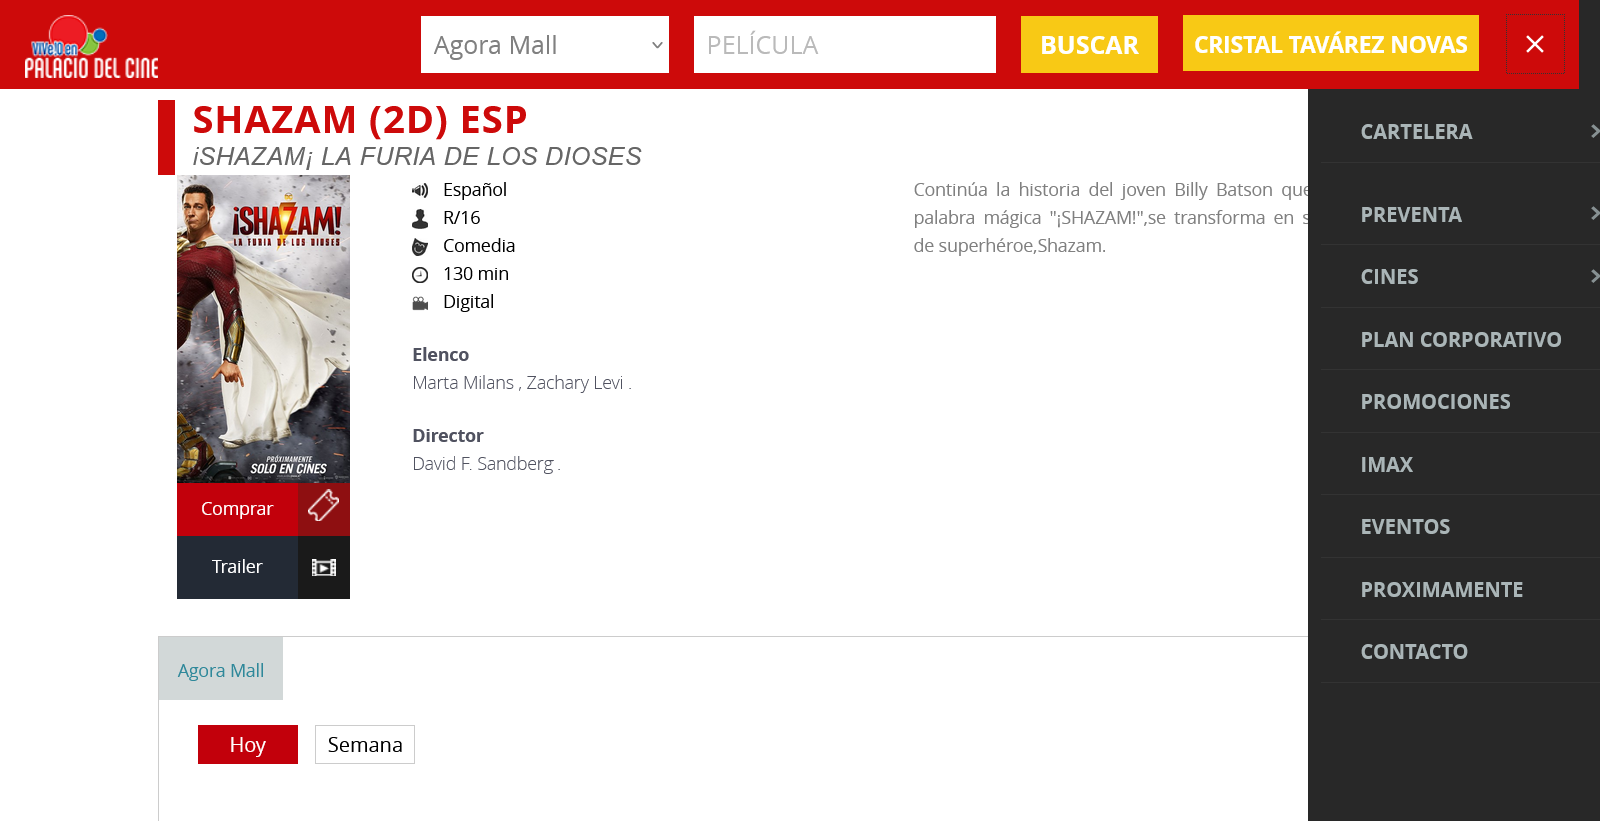 VIVElO en
PALACIO DEL CINE
Agora Mall
PELÍCULA
BUSCAR
CRISTAL TAVÁREZ NOVAS
SHAZAM (2D) ESP
¡SHAZAM¡ LA FURIA DE LOS DIOSES
¡SHAZAM!
LA FURIA DE LOS DIOSES
PRÓXIMAMENTE
SOLO EN CINES
Comprar
Trailer
Español
R/16
Comedia
130 min
Digital
Elenco
Marta Milans , Zachary Levi .
Director
David F. Sandberg .
Continúa la historia del joven Billy Batson que
palabra mágica "¡SHAZAM!",se transforma en s
de superhéroe,Shazam.
CARTELERA
PREVENTA
CINES
PLAN CORPORATIVO
PROMOCIONES
IMAX
EVENTOS
PROXIMAMENTE
CONTACTO
Agora Mall
Hoy
Semana